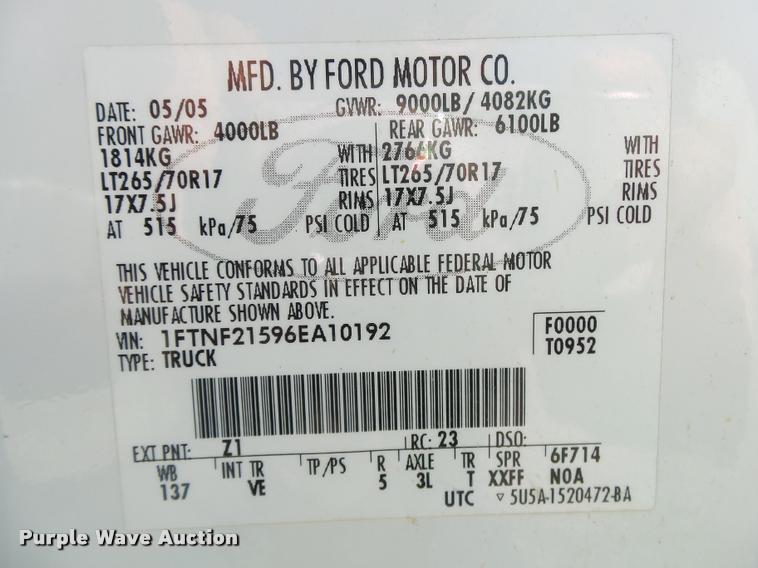 MFD. BY FORD MOTOR CO.
DATE: 05/05 GVWR: 9000LB/ 4082KG
FRONT GAWR: 4000LB REAR GAWR: 6100LB
1814KG WITH 2766KG WITH
LT265/70R17 TIRES LT265/70R17 TIRES
17X7.5J RIMS 17X7.5J RIMS
AT 515 kPa/75 PSI COLD AT 515 kPa/75 PSI COLD
Ford
THIS VEHICLE CONFORMS TO ALL APPLICABLE FEDERAL MOTOR
VEHICLE SAFETY STANDARDS IN EFFECT ON THE DATE OF
MANUFACTURE SHOWN ABOVE.
VIN: 1FTNF21596EA10192 F0000
TYPE: TRUCK T0952
EXT PNT: Z1 RC: 23 DSO:
WB INT TR TP/PS R AXLE TR SPR 6F714
137 VE 5 3L T XXFF N0A
UTC ▽ 5U5A-1520472-BA
Purple Wave Auction